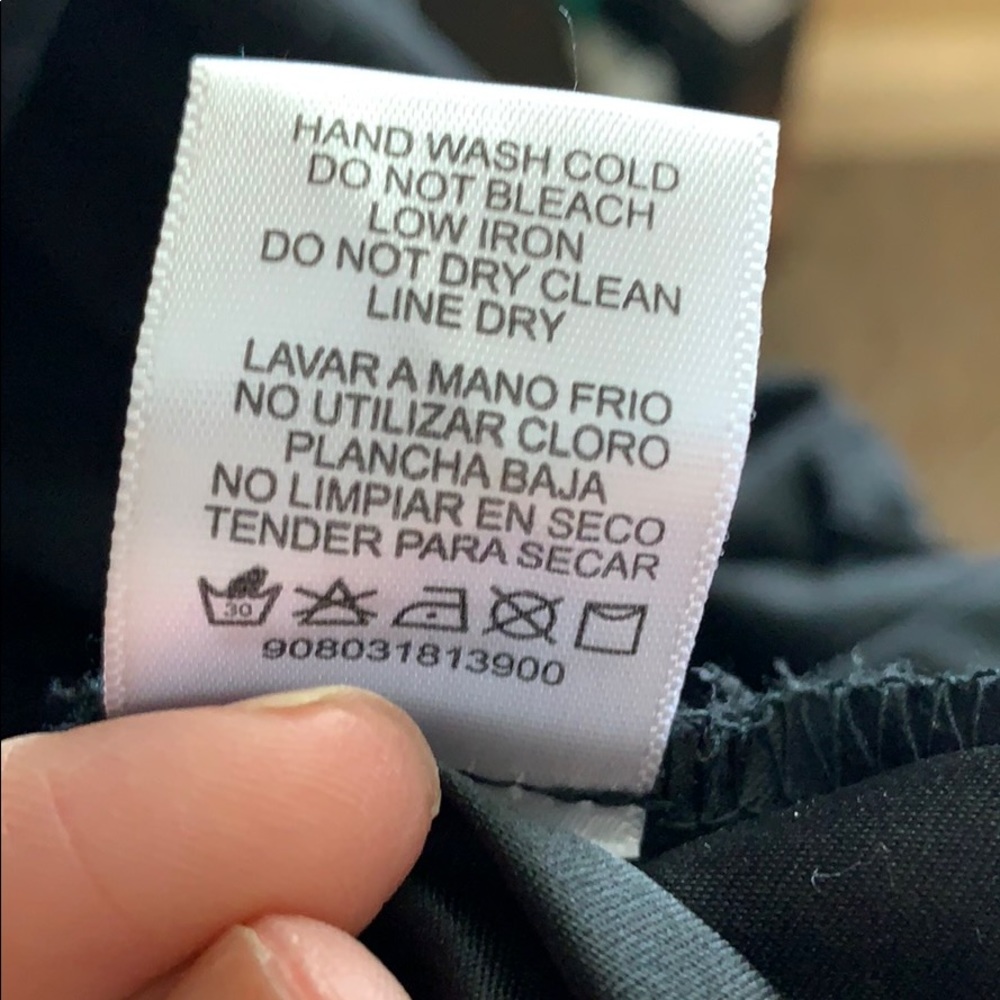 HAND WASH COLD
DO NOT BLEACH
LOW IRON
DO NOT DRY CLEAN
LINE DRY
LAVAR A MANO FRIO
NO UTILIZAR CLORO
PLANCHA BAJA
NO LIMPIAR EN SECO
TENDER PARA SECAR
30
908031813900